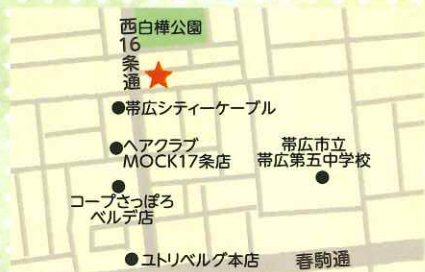 西16条通
白樺公園
帯広シティーケーブル
ヘアクラブ
MOCK17条店
帯広市立
帯広第五中学校
コープさっぽろ
ベルデ店
ユトリベルグ本店
春駒通